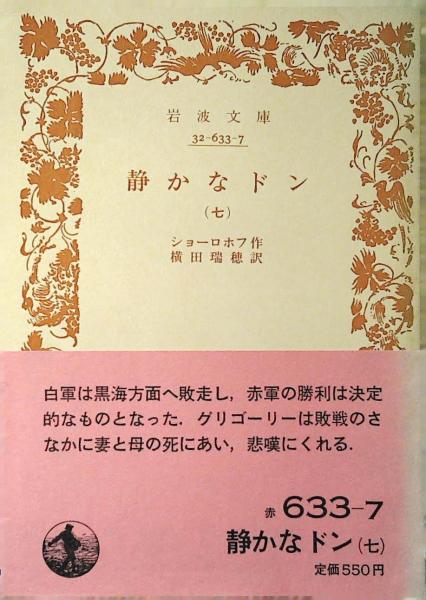 岩波文庫
32-633-7
静かなドン
(七)
ショーロホフ作
横田瑞穂訳
白軍は黒海方面へ敗走し，赤軍の勝利は決定
的なものとなった．グリゴーリーは敗戦のさ
なかに妻と母の死にあい，悲嘆にくれる．
赤 633-7
静かなドン(七)
定価550円